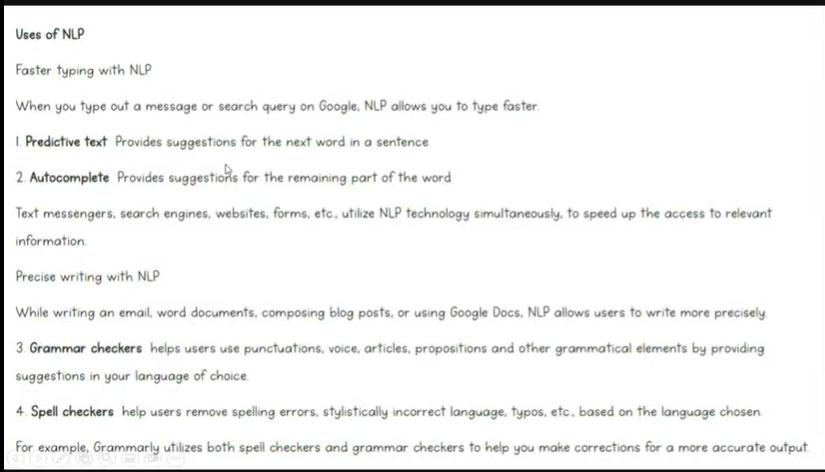 Uses of NLP
Faster typing with NLP
When you type out a message or search query on Google, NLP allows you to type faster.
1. Predictive text Provides suggestions for the next word in a sentence
2. Autocomplete Provides suggestions for the remaining part of the word
Text messengers, search engines, websites, forms, etc., utilize NLP technology simultaneously, to speed up the access to relevant
information.
Precise writing with NLP
While writing an email, word documents, composing blog posts, or using Google Docs, NLP allows users to write more precisely.
3. Grammar checkers helps users use punctuations, voice, articles, propositions and other grammatical elements by providing
suggestions in your language of choice.
4. Spell checkers help users remove spelling errors, stylistically incorrect language, typos, etc., based on the language chosen.
For example, Grammarly utilizes both spell checkers and grammar checkers to help you make corrections for a more accurate output.